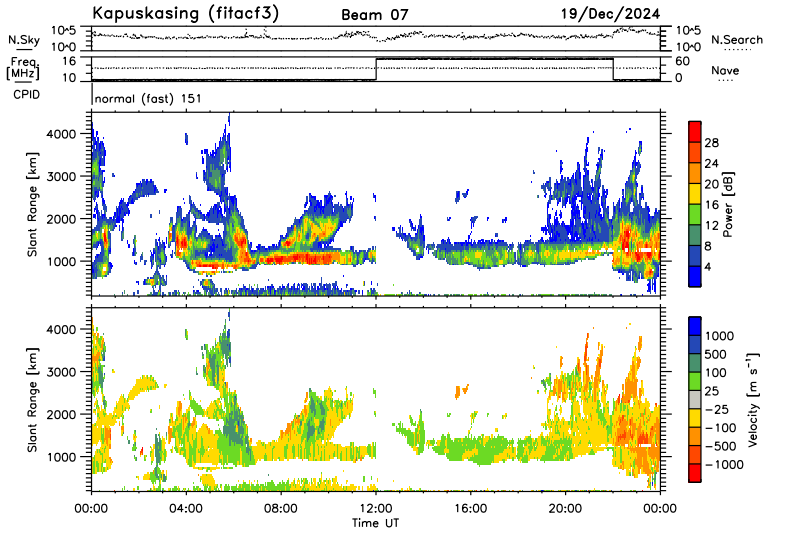 Kapuskasing (fitacf3) Beam 07 19/Dec/2024
N.Sky 10^5 10^0 10^5 10^0 N.Search
Freq. [MHz] 16 10 60 0 Nave
CPID normal (fast) 151
Slant Range [km] 4000 3000 2000 1000
Power [dB] 28 24 20 16 12 8 4
Slant Range [km] 4000 3000 2000 1000
Velocity [m s⁻¹] 1000 500 100 25 −25 −100 −500 −1000
00:00 04:00 08:00 12:00 16:00 20:00 00:00
Time UT